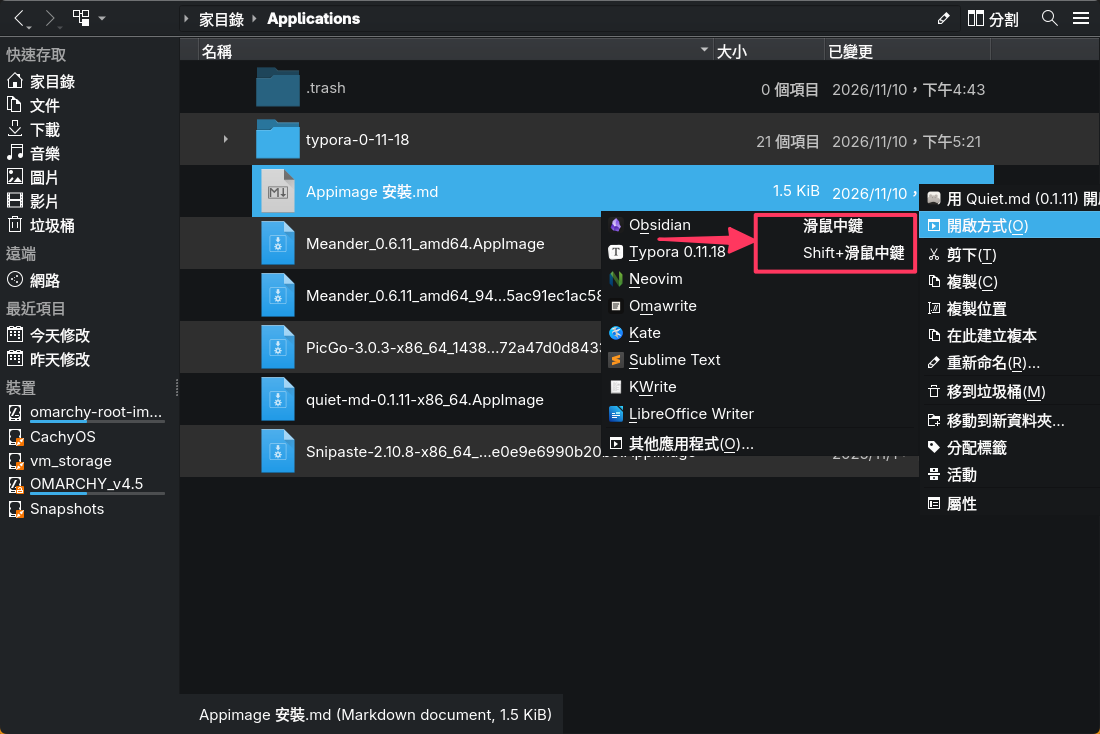 家目錄 Applications 分割
快速存取
家目錄
文件
下載
音樂
圖片
影片
垃圾桶
遠端
網路
最近項目
今天修改
昨天修改
裝置
omarchy-root-im...
CachyOS
vm_storage
OMARCHY_v4.5
Snapshots
名稱 大小 已變更
.trash 0 個項目 2026/11/10，下午4:43
typora-0-11-18 21 個項目 2026/11/10，下午5:21
Appimage 安裝.md 1.5 KiB 2026/11/10，
Meander_0.6.11_amd64.AppImage
Meander_0.6.11_amd64_94...5ac91ec1ac58
PicGo-3.0.3-x86_64_1438...72a47d0d843
quiet-md-0.1.11-x86_64.AppImage
Snipaste-2.10.8-x86_64_...e0e9e6990b20
Obsidian 滑鼠中鍵
Typora 0.11.18 Shift+滑鼠中鍵
Neovim
Omawrite
Kate
Sublime Text
KWrite
LibreOffice Writer
其他應用程式(O)...
用 Quiet.md (0.1.11) 開
開啟方式(O)
剪下(T)
複製(C)
複製位置
在此建立複本
重新命名(R)...
移到垃圾桶(M)
移動到新資料夾...
分配標籤
活動
屬性
Appimage 安裝.md (Markdown document, 1.5 KiB)